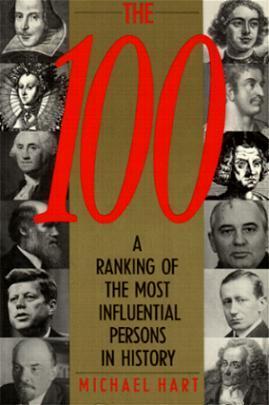 THE
100
A
RANKING OF
THE MOST
INFLUENTIAL
PERSONS
IN HISTORY
MICHAEL HART